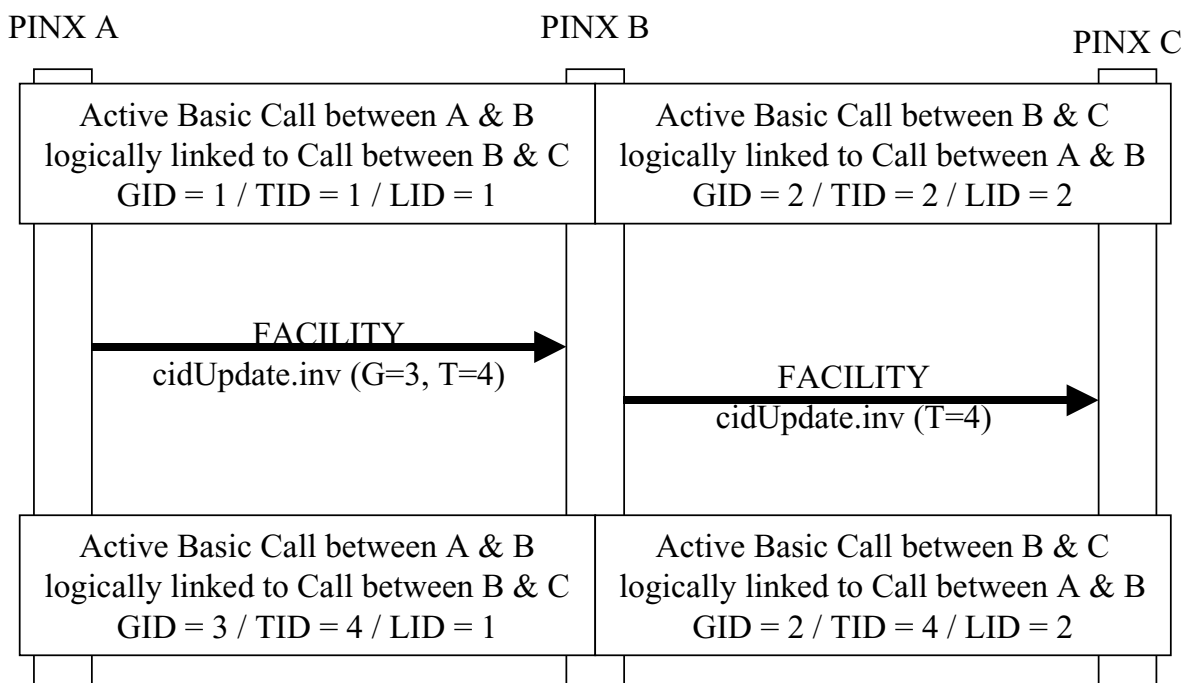 PINX A
PINX B
PINX C
Active Basic Call between A & B
logically linked to Call between B & C
GID = 1 / TID = 1 / LID = 1
Active Basic Call between B & C
logically linked to Call between A & B
GID = 2 / TID = 2 / LID = 2
FACILITY
cidUpdate.inv (G=3, T=4)
FACILITY
cidUpdate.inv (T=4)
Active Basic Call between A & B
logically linked to Call between B & C
GID = 3 / TID = 4 / LID = 1
Active Basic Call between B & C
logically linked to Call between A & B
GID = 2 / TID = 4 / LID = 2